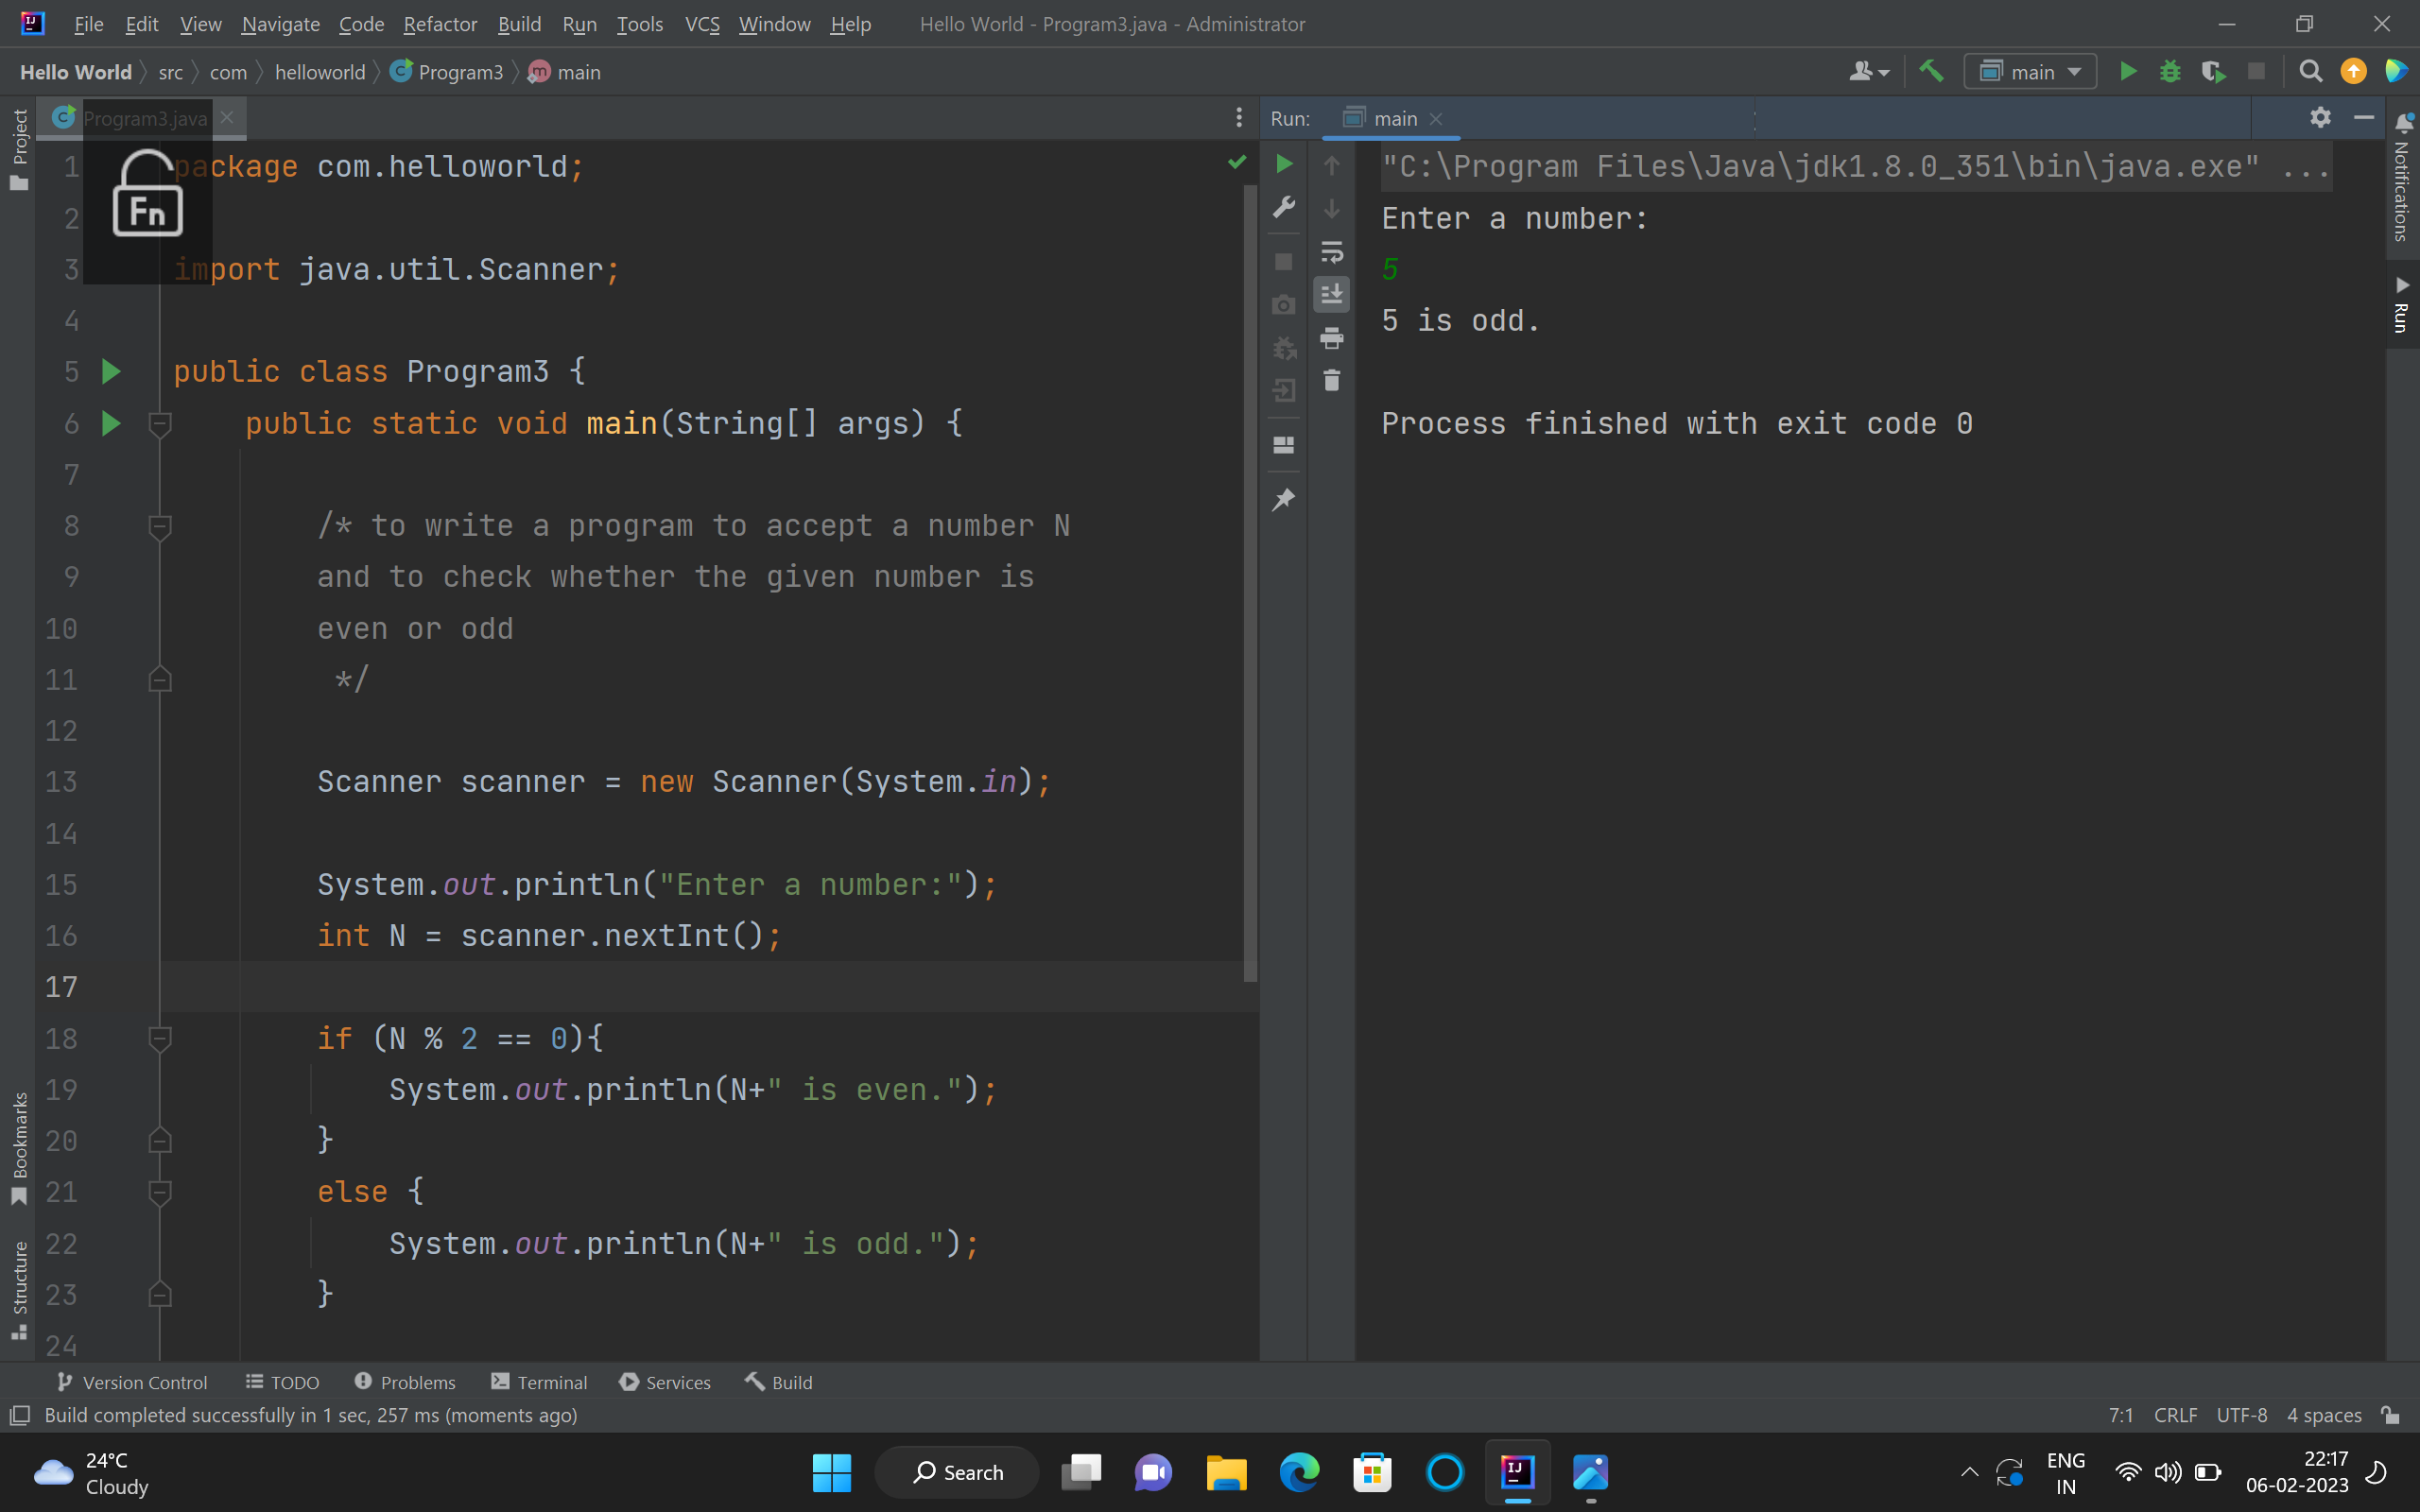 File Edit View Navigate Code Refactor Build Run Tools VCS Window Help Hello World - Program3.java - Administrator
Hello World src com helloworld Program3 main
main
Project
Program3.java
Fn
1 package com.helloworld;
2
3 import java.util.Scanner;
4
5 public class Program3 {
6 public static void main(String[] args) {
7
8 /* to write a program to accept a number N
9 and to check whether the given number is
10 even or odd
11 */
12
13 Scanner scanner = new Scanner(System.in);
14
15 System.out.println("Enter a number:");
16 int N = scanner.nextInt();
17
18 if (N % 2 == 0){
19 System.out.println(N+" is even.");
20 }
21 else {
22 System.out.println(N+" is odd.");
23 }
24
Bookmarks
Structure
Run: main
"C:\Program Files\Java\jdk1.8.0_351\bin\java.exe" ...
Enter a number:
5
5 is odd.
Process finished with exit code 0
Notifications
Run
Version Control TODO Problems Terminal Services Build
Build completed successfully in 1 sec, 257 ms (moments ago) 7:1 CRLF UTF-8 4 spaces
24°C
Cloudy
Search
IJ
ENG
IN
22:17
06-02-2023